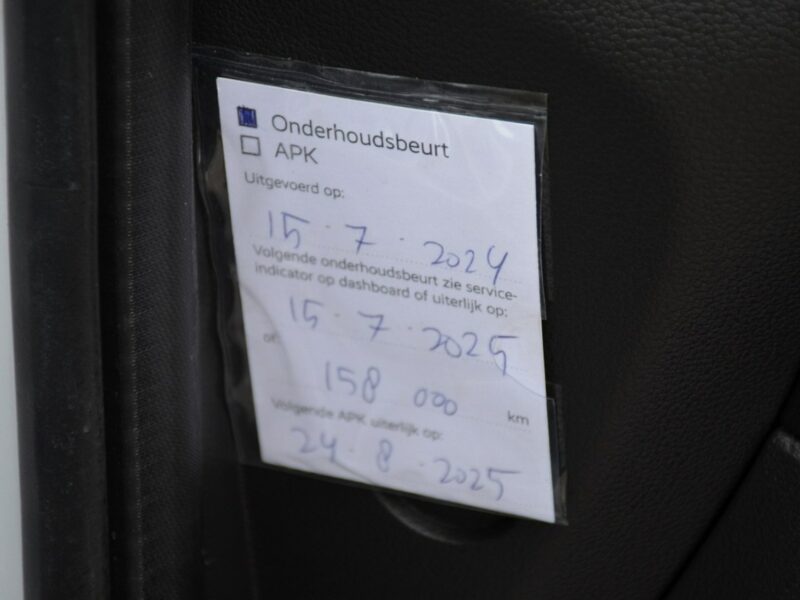 Onderhoudsbeurt
APK
Uitgevoerd op:
15 . 7 . 2024
Volgende onderhoudsbeurt zie service-
indicator op dashboard of uiterlijk op:
15 . 7 . 2025
of
158 000 km
Volgende APK uiterlijk op:
24 . 8 . 2025